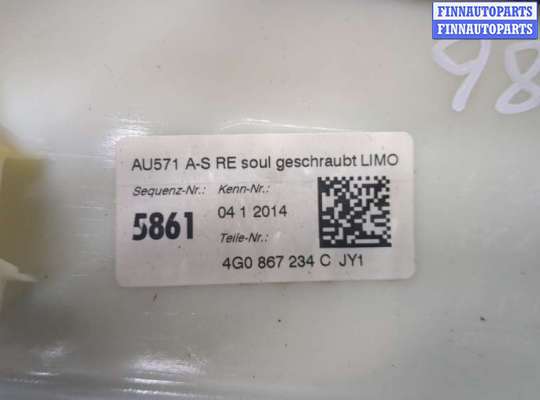 FINNAUTOPARTS
FINNAUTOPARTS
98
AU571 A-S RE soul geschraubt LIMO
Sequenz-Nr.: Kenn-Nr.:
5861 04 1 2014
Teile-Nr.:
4G0 867 234 C JY1